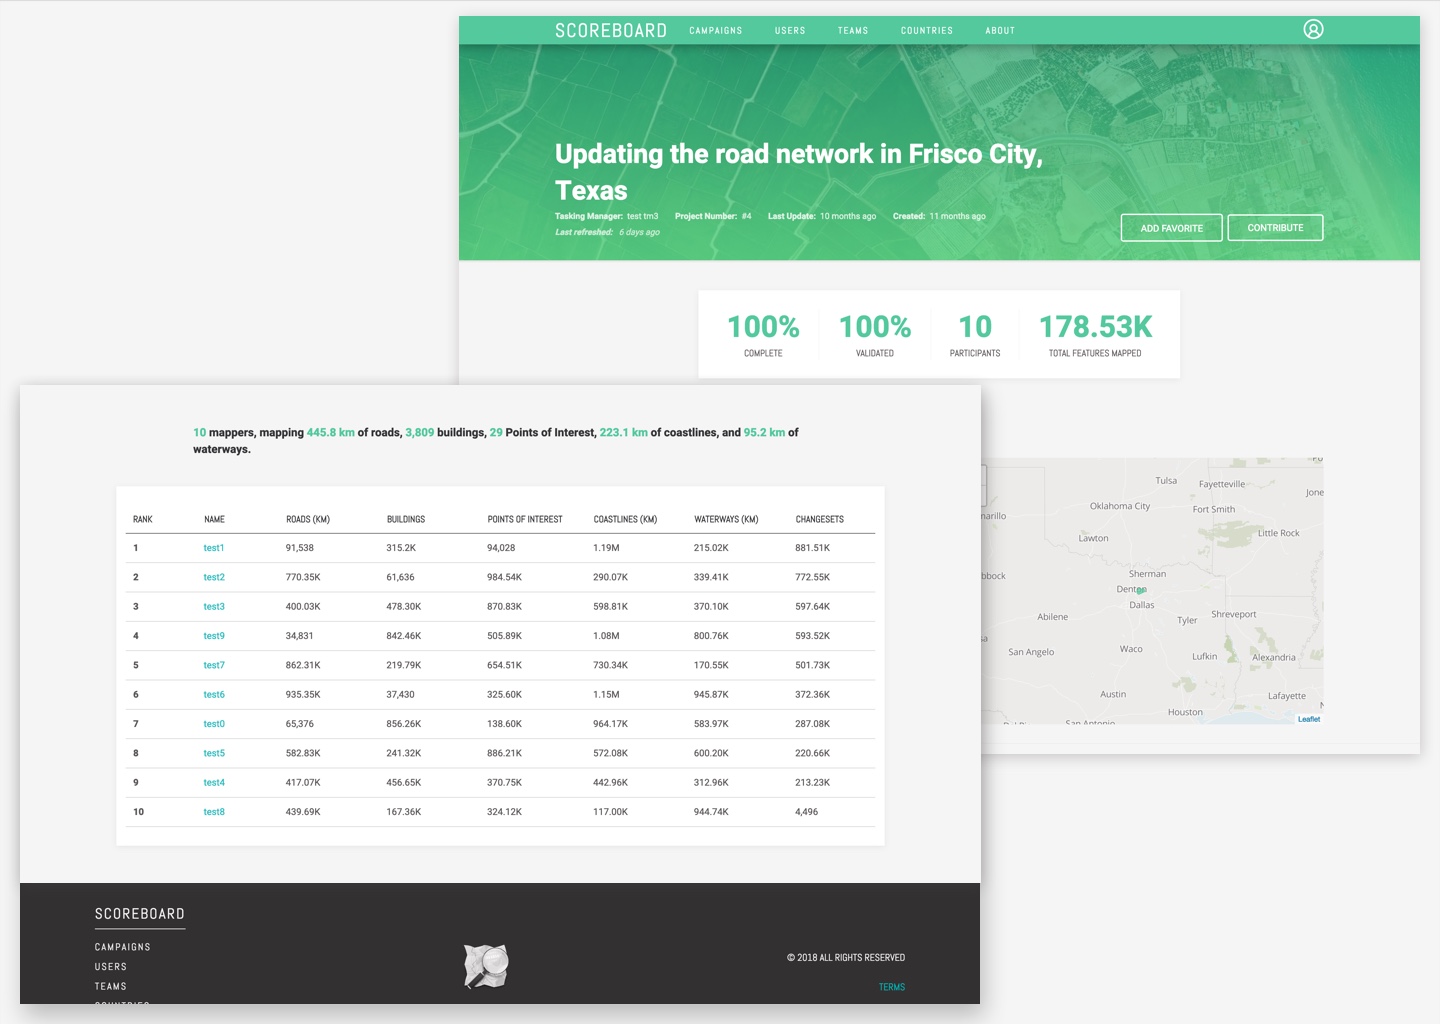 SCOREBOARD CAMPAIGNS USERS TEAMS COUNTRIES ABOUT
Updating the road network in Frisco City,
Texas
Tasking Manager: test tm3 Project Number: #4 Last Update: 10 months ago Created: 11 months ago
Last refreshed: 6 days ago
ADD FAVORITE CONTRIBUTE
100% 100% 10 178.53K
COMPLETE VALIDATED PARTICIPANTS TOTAL FEATURES MAPPED
10 mappers, mapping 445.8 km of roads, 3,809 buildings, 29 Points of Interest, 223.1 km of coastlines, and 95.2 km of
waterways.
RANK NAME ROADS (KM) BUILDINGS POINTS OF INTEREST COASTLINES (KM) WATERWAYS (KM) CHANGESETS
1 test1 91,538 315.2K 94,028 1.19M 215.02K 881.51K
2 test2 770.35K 61,636 984.54K 290.07K 339.41K 772.55K
3 test3 400.03K 478.30K 870.83K 598.81K 370.10K 597.64K
4 test9 34,831 842.46K 505.89K 1.08M 800.76K 593.52K
5 test7 862.31K 219.79K 654.51K 730.34K 170.55K 501.73K
6 test6 935.35K 37,430 325.60K 1.15M 945.87K 372.36K
7 test0 65,376 856.26K 138.60K 964.17K 583.97K 287.08K
8 test5 582.83K 241.32K 886.21K 572.08K 600.20K 220.66K
9 test4 417.07K 456.65K 370.75K 442.96K 312.96K 213.23K
10 test8 439.69K 167.36K 324.12K 117.00K 944.74K 4,496
Po
Tulsa Fayetteville
Jone
Oklahoma City Fort Smith
narillo
Little Rock
Lawton
Sherman
bbock
Denton
Dallas
Abilene Tyler Shreveport
sa
San Angelo Waco Lufkin Alexandria
Austin Lafayette
Houston
San Antonio
Leaflet
SCOREBOARD
CAMPAIGNS
USERS
TEAMS
COUNTRIES
© 2018 ALL RIGHTS RESERVED
TERMS